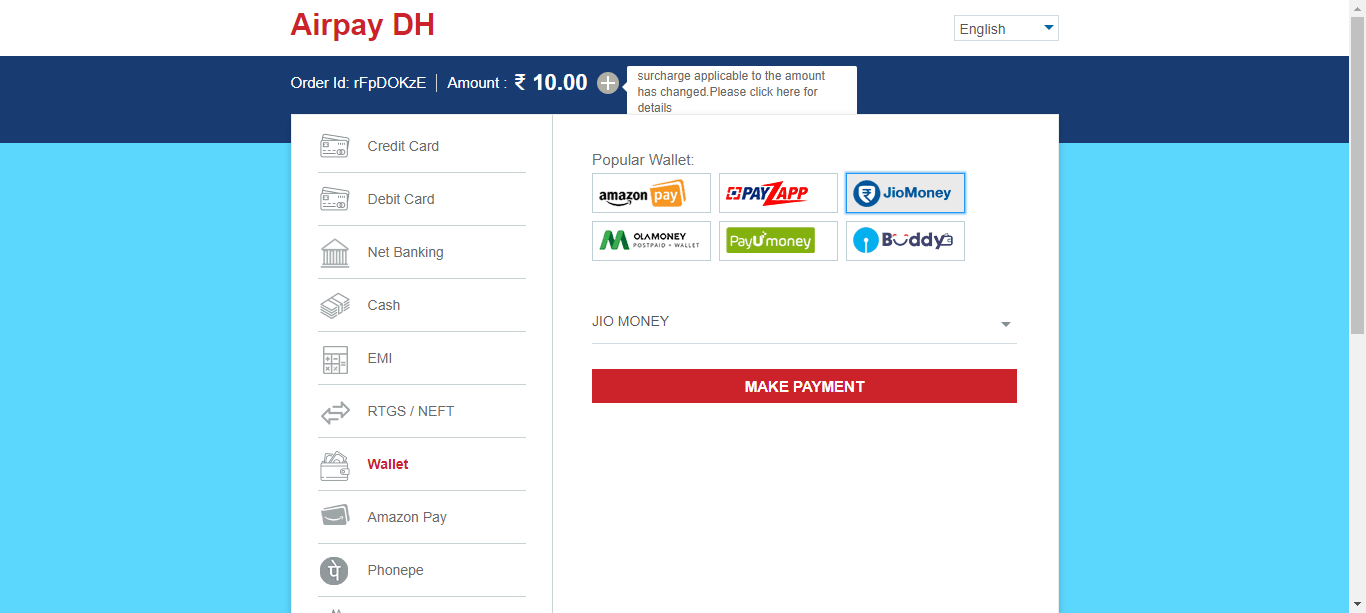 Airpay DH
English
Order Id: rFpDOKzE
Amount : ₹ 10.00
surcharge applicable to the amount
has changed.Please click here for
details
Credit Card
Debit Card
Net Banking
Cash
EMI
RTGS / NEFT
Wallet
Amazon Pay
Phonepe
Popular Wallet:
amazon pay
PAYZAPP
JioMoney
OLAMONEY
POSTPAID + WALLET
PayUmoney
Buddy
JIO MONEY
MAKE PAYMENT